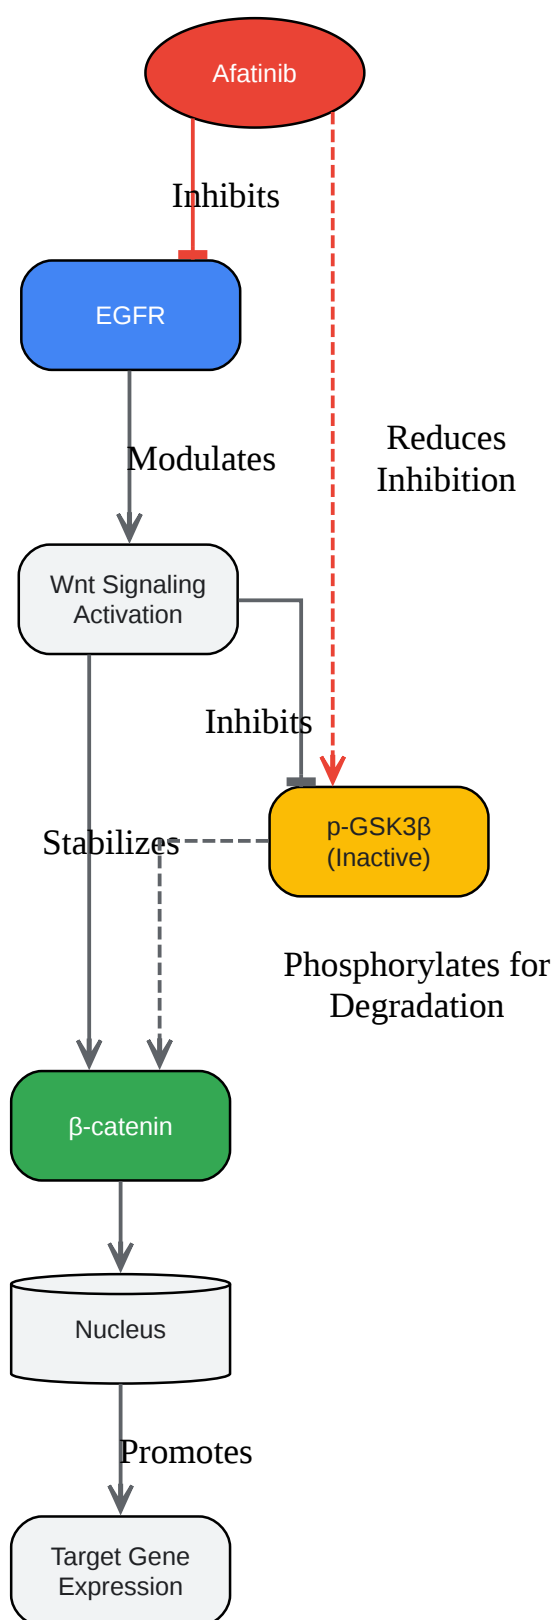 Afatinib
Inhibits
EGFR
Modulates
Reduces
Inhibition
Wnt Signaling
Activation
Inhibits
p-GSK3β
(Inactive)
Stabilizes
Phosphorylates for
Degradation
β-catenin
Nucleus
Promotes
Target Gene
Expression